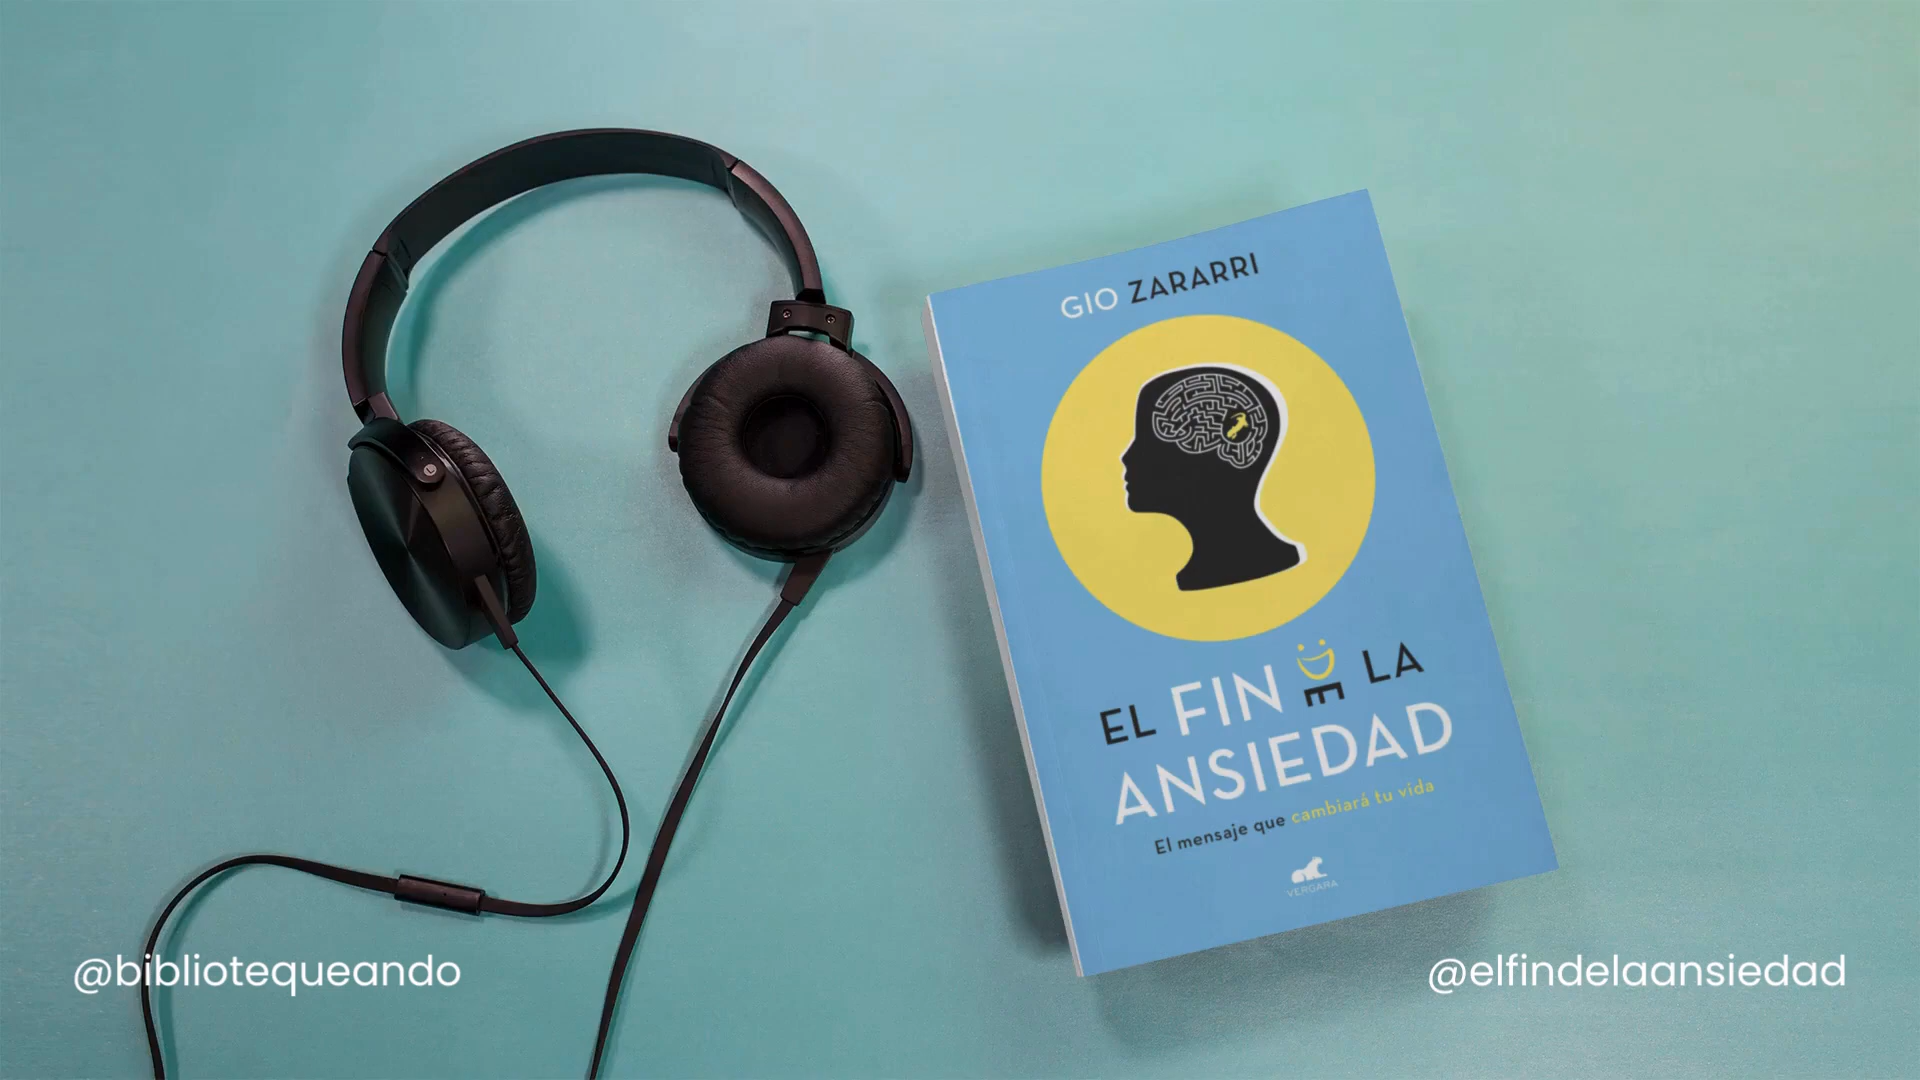 GIO ZARARRI
EL FIN DE LA
ANSIEDAD
El mensaje que cambiará tu vida
VERGARA
L
@bibliotequeando
@elfindelaansiedad